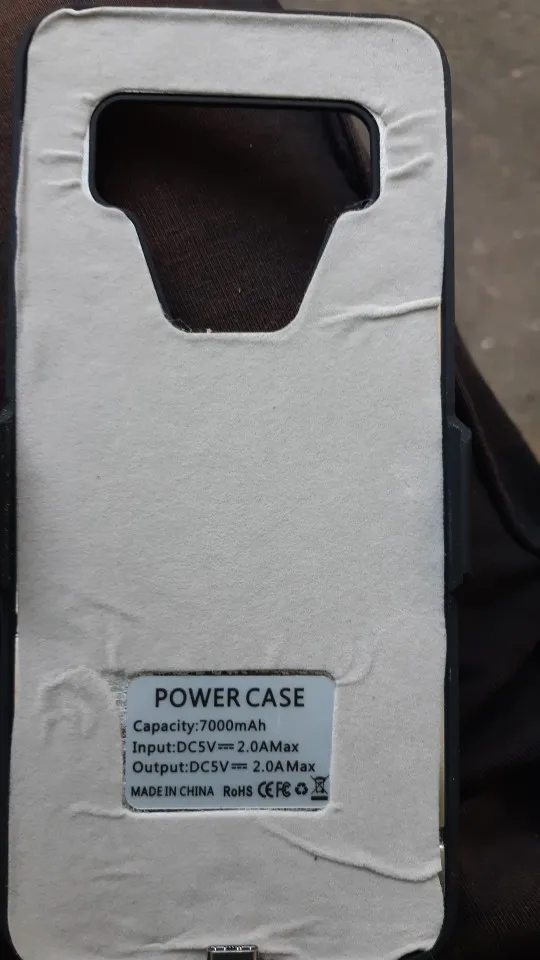 POWER CASE
Capacity:7000mAh
Input:DC5V⎓2.0AMax
Output:DC5V⎓ 2.0AMax
MADE IN CHINA RoHS CE FC